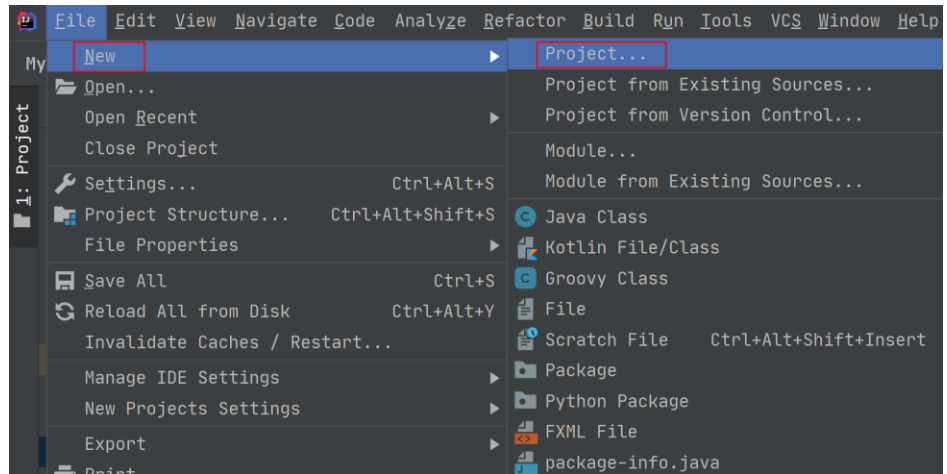 File Edit View Navigate Code Analyze Refactor Build Run Tools VCS Window Help
My
1: Project
New
Open...
Open Recent
Close Project
Settings... Ctrl+Alt+S
Project Structure... Ctrl+Alt+Shift+S
File Properties
Save All Ctrl+S
Reload All from Disk Ctrl+Alt+Y
Invalidate Caches / Restart...
Manage IDE Settings
New Projects Settings
Export
Print
Project...
Project from Existing Sources...
Project from Version Control...
Module...
Module from Existing Sources...
Java Class
Kotlin File/Class
Groovy Class
File
Scratch File Ctrl+Alt+Shift+Insert
Package
Python Package
FXML File
package-info.java